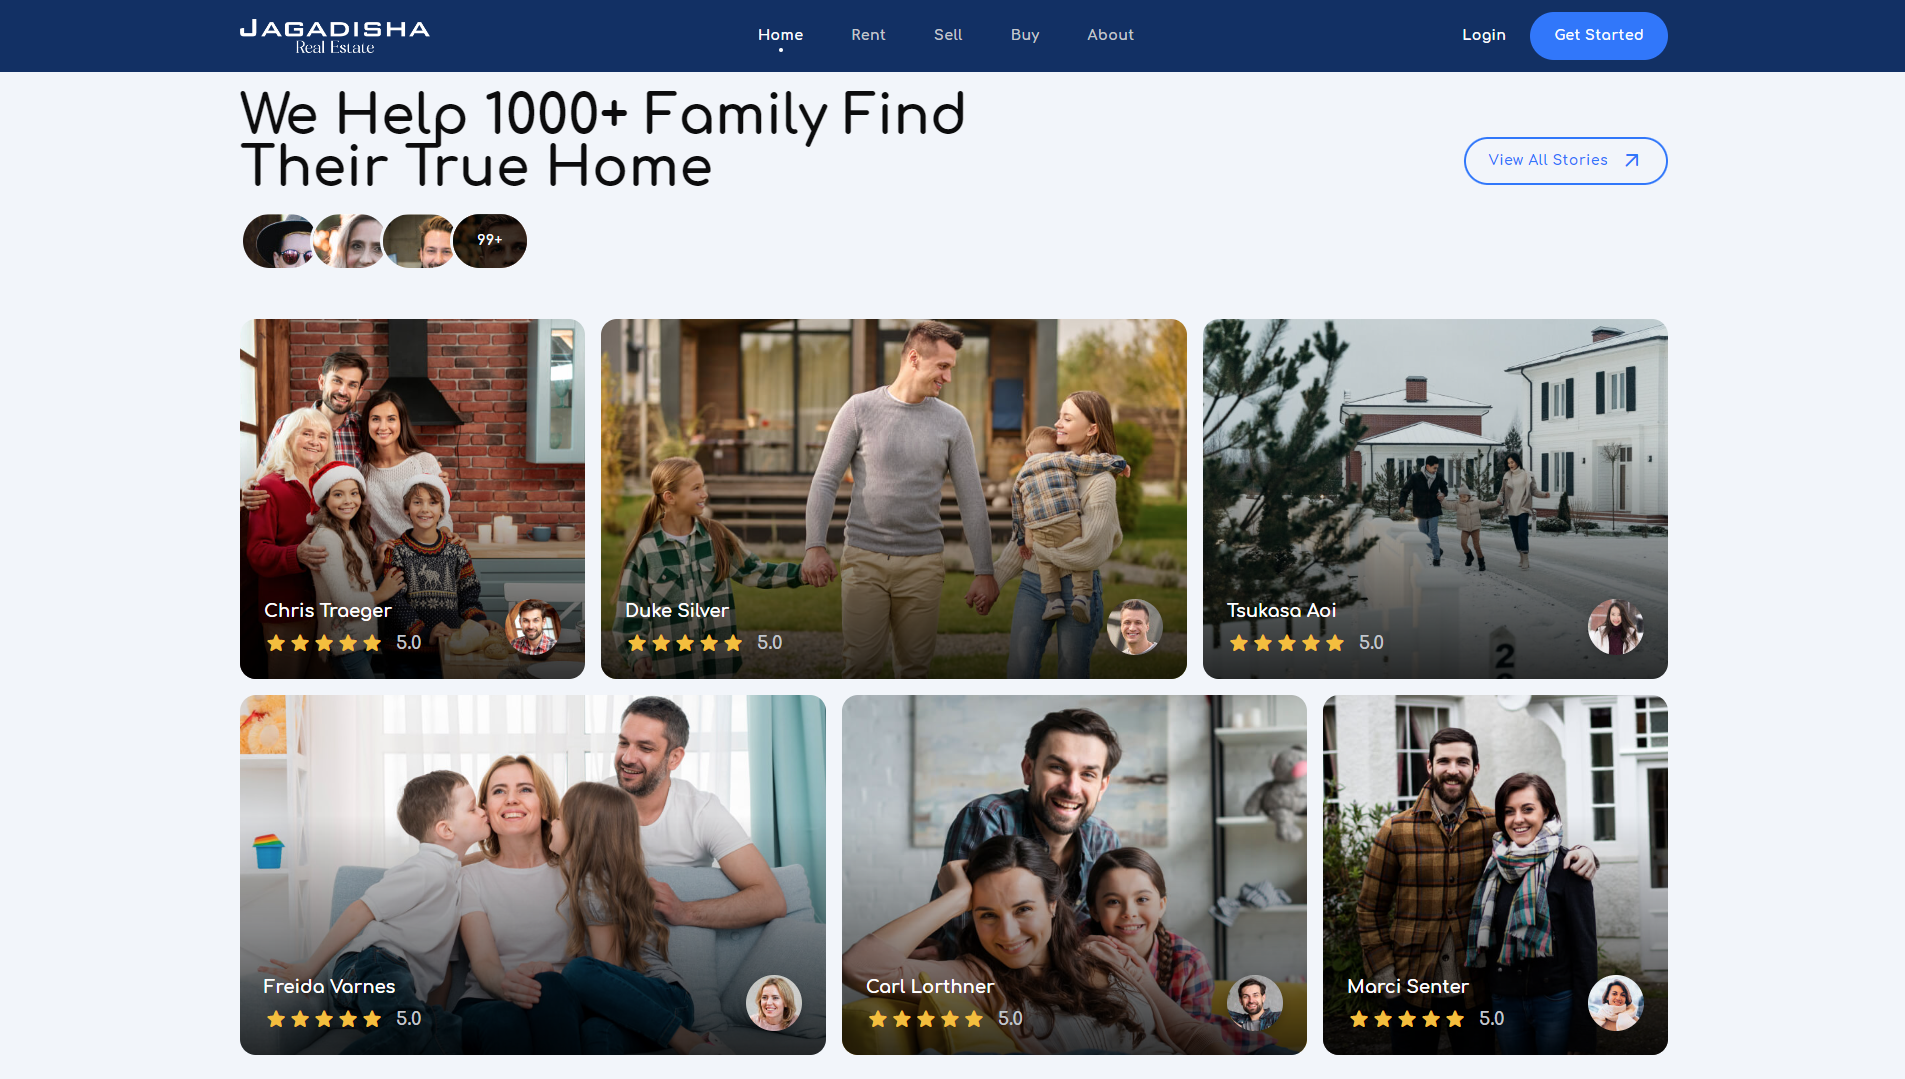 JAGADISHA
Real Estate
Home
Rent
Sell
Buy
About
Login
Get Started
We Help 1000+ Family Find
Their True Home
View All Stories
99+
Chris Traeger
5.0
Duke Silver
5.0
Tsukasa Aoi
5.0
2
Freida Varnes
5.0
Carl Lorthner
5.0
Marci Senter
5.0